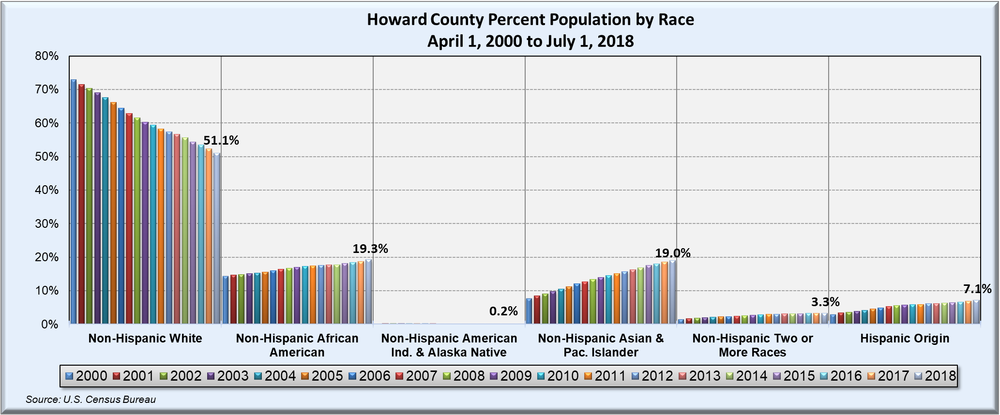 Howard County Percent Population by Race
April 1, 2000 to July 1, 2018
80%
70%
60%
50%
40%
30%
20%
10%
0%
51.1%
19.3%
0.2%
19.0%
3.3%
7.1%
Non-Hispanic White
Non-Hispanic African
American
Non-Hispanic American
Ind. & Alaska Native
Non-Hispanic Asian &
Pac. Islander
Non-Hispanic Two or
More Races
Hispanic Origin
2000 2001 2002 2003 2004 2005 2006 2007 2008 2009 2010 2011 2012 2013 2014 2015 2016 2017 2018
Source: U.S. Census Bureau